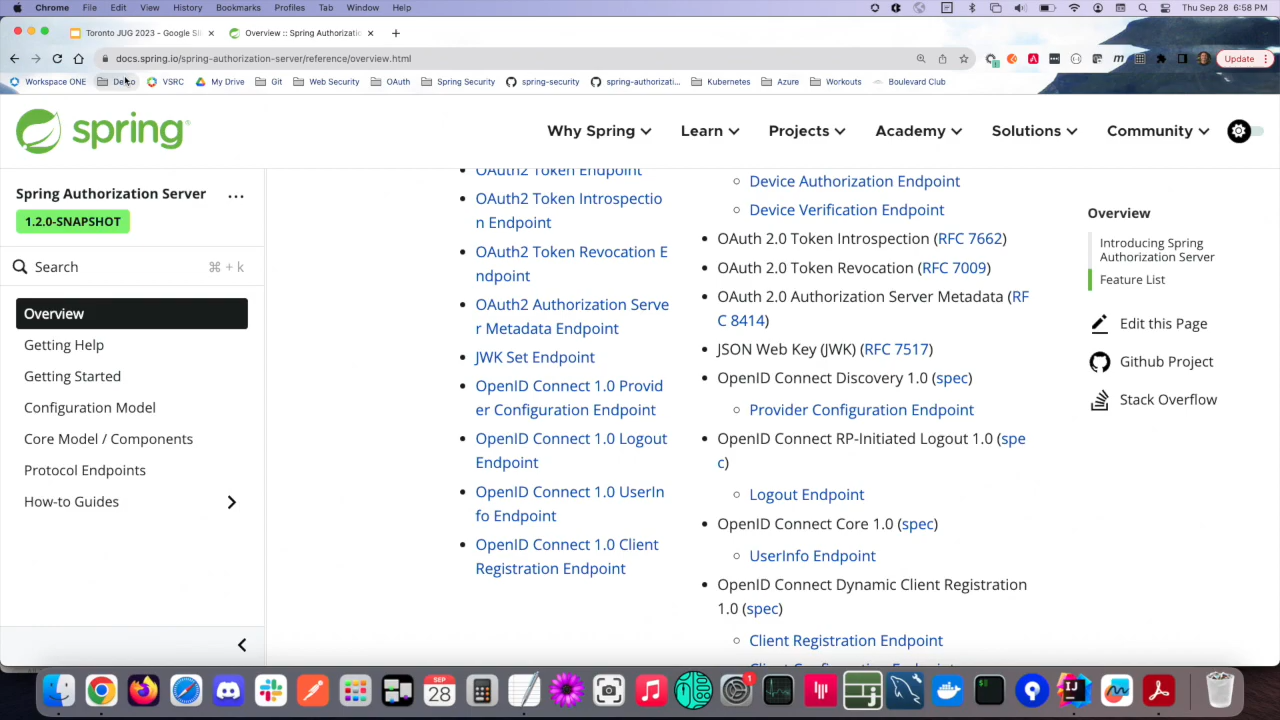 Chrome File Edit View History Bookmarks Profiles Tab Window Help Thu Sep 28 6:58 PM
Toronto JUG 2023 - Google Sli Overview :: Spring Authorizatio
docs.spring.io/spring-authorization-server/reference/overview.html Update
Workspace ONE Demo VSRC My Drive Git Web Security OAuth Spring Security spring-security spring-authorizati... Kubernetes Azure Workouts Boulevard Club
spring
Why Spring Learn Projects Academy Solutions Community
Spring Authorization Server ...
1.2.0-SNAPSHOT
Search ⌘ + k
Overview
Getting Help
Getting Started
Configuration Model
Core Model / Components
Protocol Endpoints
How-to Guides
OAuth2 Token Endpoint
OAuth2 Token Introspectio
n Endpoint
OAuth2 Token Revocation E
ndpoint
OAuth2 Authorization Serve
r Metadata Endpoint
JWK Set Endpoint
OpenID Connect 1.0 Provid
er Configuration Endpoint
OpenID Connect 1.0 Logout
Endpoint
OpenID Connect 1.0 UserIn
fo Endpoint
OpenID Connect 1.0 Client
Registration Endpoint
Device Authorization Endpoint
Device Verification Endpoint
OAuth 2.0 Token Introspection (RFC 7662)
OAuth 2.0 Token Revocation (RFC 7009)
OAuth 2.0 Authorization Server Metadata (RF
C 8414)
JSON Web Key (JWK) (RFC 7517)
OpenID Connect Discovery 1.0 (spec)
Provider Configuration Endpoint
OpenID Connect RP-Initiated Logout 1.0 (spe
c)
Logout Endpoint
OpenID Connect Core 1.0 (spec)
UserInfo Endpoint
OpenID Connect Dynamic Client Registration
1.0 (spec)
Client Registration Endpoint
Client Configuration Endpoint
Overview
Introducing Spring
Authorization Server
Feature List
Edit this Page
Github Project
Stack Overflow
SEP
28
1